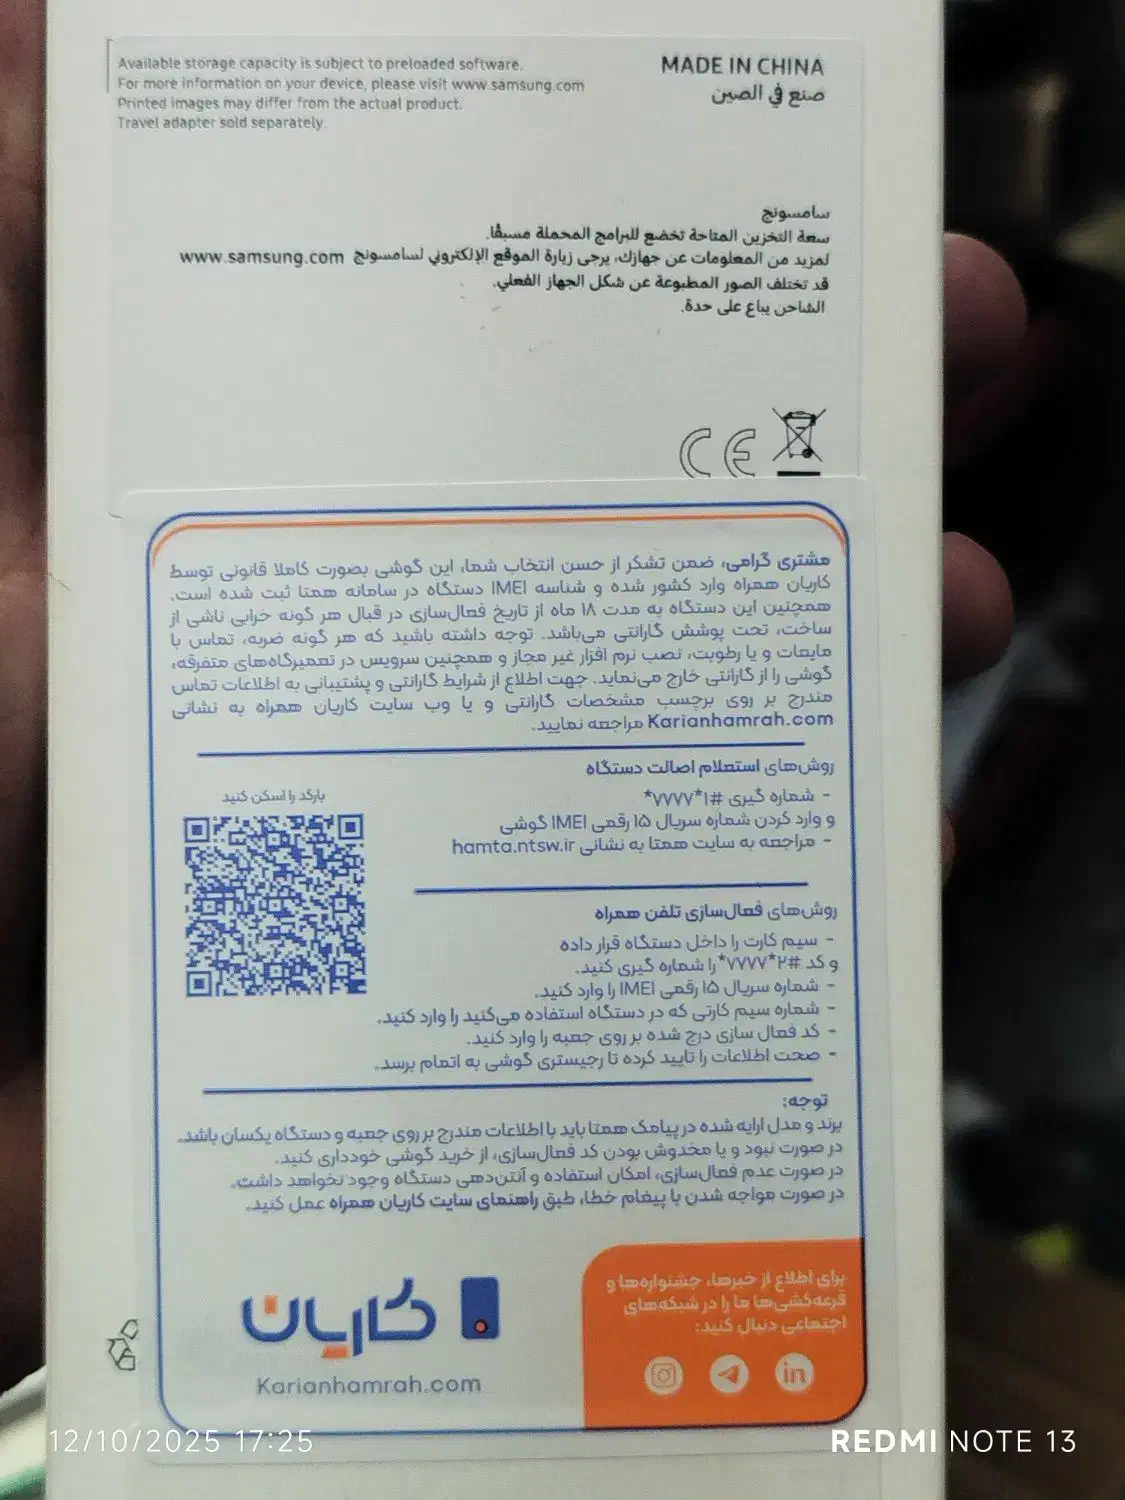 Available storage capacity is subject to preloaded software.
For more information on your device, please visit www.samsung.com
Printed images may differ from the actual product.
Travel adapter sold separately.
MADE IN CHINA
صنع في الصين
سامسونج
سعة التخزين المتاحة تخضع للبرامج المحملة مسبقًا.
لمزيد من المعلومات عن جهازك، يرجى زيارة الموقع الإلكتروني لسامسونج www.samsung.com
قد تختلف الصور المطبوعة عن شكل الجهاز الفعلي.
الشاحن يباع على حدة.
CE
مشتری گرامی، ضمن تشکر از حسن انتخاب شما، این گوشی بصورت کاملا قانونی توسط
کاریان همراه وارد کشور شده و شناسه IMEI دستگاه در سامانه همتا ثبت شده است.
همچنین این دستگاه به مدت ۱۸ ماه از تاریخ فعال‌سازی در قبال هر گونه خرابی ناشی از
ساخت، تحت پوشش گارانتی می‌باشد. توجه داشته باشید که هر گونه ضربه، تماس با
مایعات و یا رطوبت، نصب نرم افزار غیر مجاز و همچنین سرویس در تعمیرگاه‌های متفرقه،
گوشی را از گارانتی خارج می‌نماید. جهت اطلاع از شرایط گارانتی و پشتیبانی به اطلاعات تماس
مندرج بر روی برچسب مشخصات گارانتی و یا وب سایت کاریان همراه به نشانی
Karianhamrah.com مراجعه نمایید.
روش‌های استعلام اصالت دستگاه
- شماره گیری #۱*۷۷۷۷*
و وارد کردن شماره سریال ۱۵ رقمی IMEI گوشی
- مراجعه به سایت همتا به نشانی hamta.ntsw.ir
بارکد را اسکن کنید
روش‌های فعال‌سازی تلفن همراه
- سیم کارت را داخل دستگاه قرار داده
و کد #۲*۷۷۷۷* را شماره گیری کنید.
- شماره سریال ۱۵ رقمی IMEI را وارد کنید.
- شماره سیم کارتی که در دستگاه استفاده می‌کنید را وارد کنید.
- کد فعال سازی درج شده بر روی جعبه را وارد کنید.
- صحت اطلاعات را تایید کرده تا رجیستری گوشی به اتمام برسد.
توجه:
برند و مدل ارایه شده در پیامک همتا باید با اطلاعات مندرج بر روی جعبه و دستگاه یکسان باشد.
در صورت نبود و یا مخدوش بودن کد فعال‌سازی، از خرید گوشی خودداری کنید.
در صورت عدم فعال‌سازی، امکان استفاده و آنتن‌دهی دستگاه وجود نخواهد داشت.
در صورت مواجه شدن با پیغام خطا، طبق راهنمای سایت کاریان همراه عمل کنید.
برای اطلاع از خبرها، جشنواره‌ها و
قرعه‌کشی‌ها ما را در شبکه‌های
اجتماعی دنبال کنید:
in
کاریان
Karianhamrah.com
12/10/2025 17:25
REDMI NOTE 13